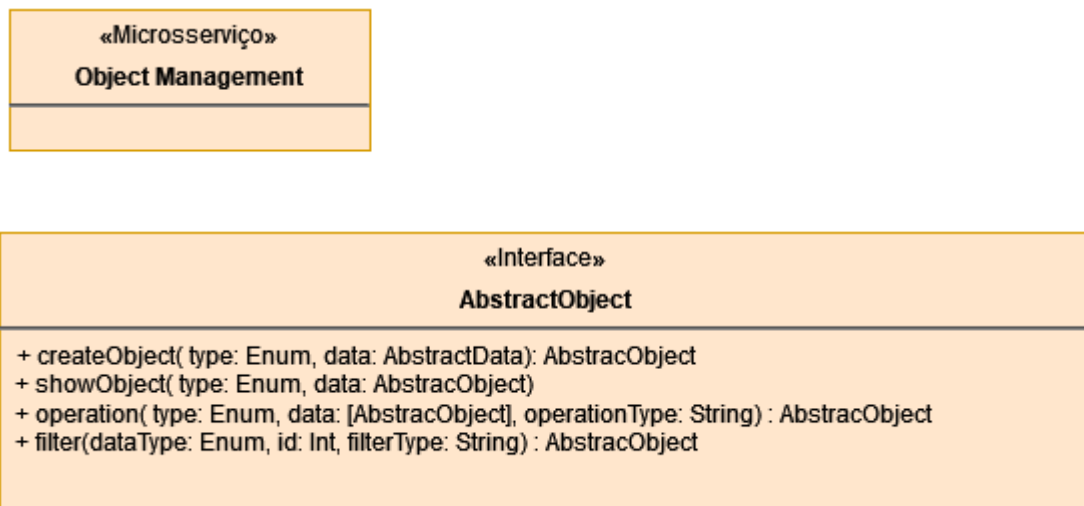 «Microsserviço»
Object Management
«Interface»
AbstractObject
+ createObject( type: Enum, data: AbstractData): AbstracObject
+ showObject( type: Enum, data: AbstracObject)
+ operation( type: Enum, data: [AbstracObject], operationType: String) : AbstracObject
+ filter(dataType: Enum, id: Int, filterType: String) : AbstracObject